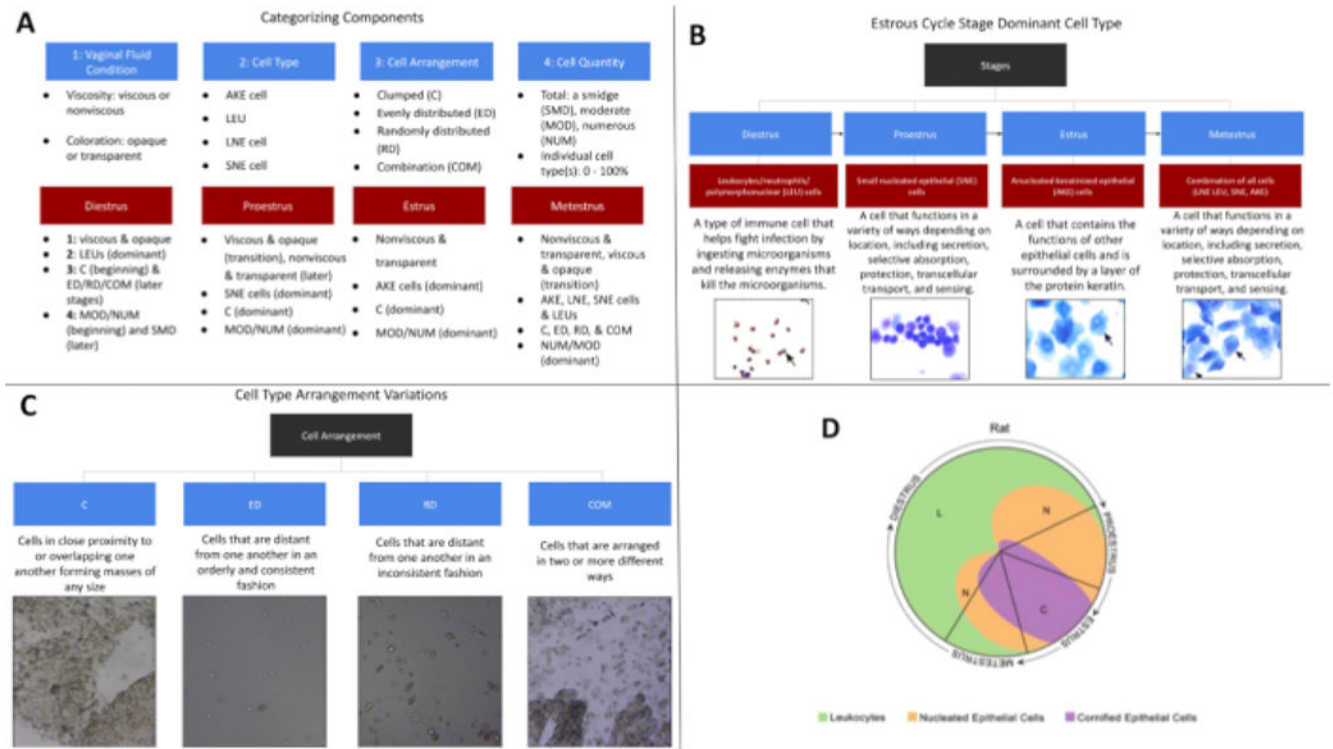 A
Categorizing Components
1: Vaginal Fluid
Condition
2: Cell Type
3: Cell Arrangement
4: Cell Quantity
• Viscosity: viscous or
nonviscous
• Coloration: opaque
or transparent
• AKE cell
• LEU
• LNE cell
• SNE cell
• Clumped (C)
• Evenly distributed (ED)
• Randomly distributed
(RD)
• Combination (COM)
• Total: a smidge
(SMD), moderate
(MOD), numerous
(NUM)
• Individual cell
type(s): 0 - 100%
Diestrus
Proestrus
Estrus
Metestrus
• 1: viscous & opaque
• 2: LEUs (dominant)
• 3: C (beginning) &
ED/RD/COM (later
stages)
• 4: MOD/NUM
(beginning) and SMD
(later)
• Viscous & opaque
(transition), nonviscous
& transparent (later)
• SNE cells (dominant)
• C (dominant)
• MOD/NUM (dominant)
• Nonviscous &
transparent
• AKE cells (dominant)
• C (dominant)
• MOD/NUM (dominant)
• Nonviscous &
transparent, viscous
& opaque
(transition)
• AKE, LNE, SNE cells
& LEUs
• C, ED, RD, & COM
• NUM/MOD
(dominant)
B
Estrous Cycle Stage Dominant Cell Type
Stages
Diestrus
Proestrus
Estrus
Metestrus
Leukocytes/neutrophils/
polymorphonuclear (LEU) cells
Small nucleated epithelial (SNE)
cells
Anucleated keratinized epithelial
(AKE) cells
Combination of all cells
(LNE LEU, SNE, AKE)
A type of immune cell that
helps fight infection by
ingesting microorganisms
and releasing enzymes that
kill the microorganisms.
A cell that functions in a
variety of ways depending on
location, including secretion,
selective absorption,
protection, transcellular
transport, and sensing.
A cell that contains the
functions of other
epithelial cells and is
surrounded by a layer of
the protein keratin.
A cell that functions in a
variety of ways depending on
location, including secretion,
selective absorption,
protection, transcellular
transport, and sensing.
C
Cell Type Arrangement Variations
Cell Arrangement
C
ED
RD
COM
Cells in close proximity to
or overlapping one
another forming masses of
any size
Cells that are distant
from one another in an
orderly and consistent
fashion
Cells that are distant
from one another in an
inconsistent fashion
Cells that are arranged
in two or more different
ways
D
Rat
DIESTRUS
PROESTRUS
ESTRUS
METESTRUS
L
N
N
C
Leukocytes
Nucleated Epithelial Cells
Cornified Epithelial Cells